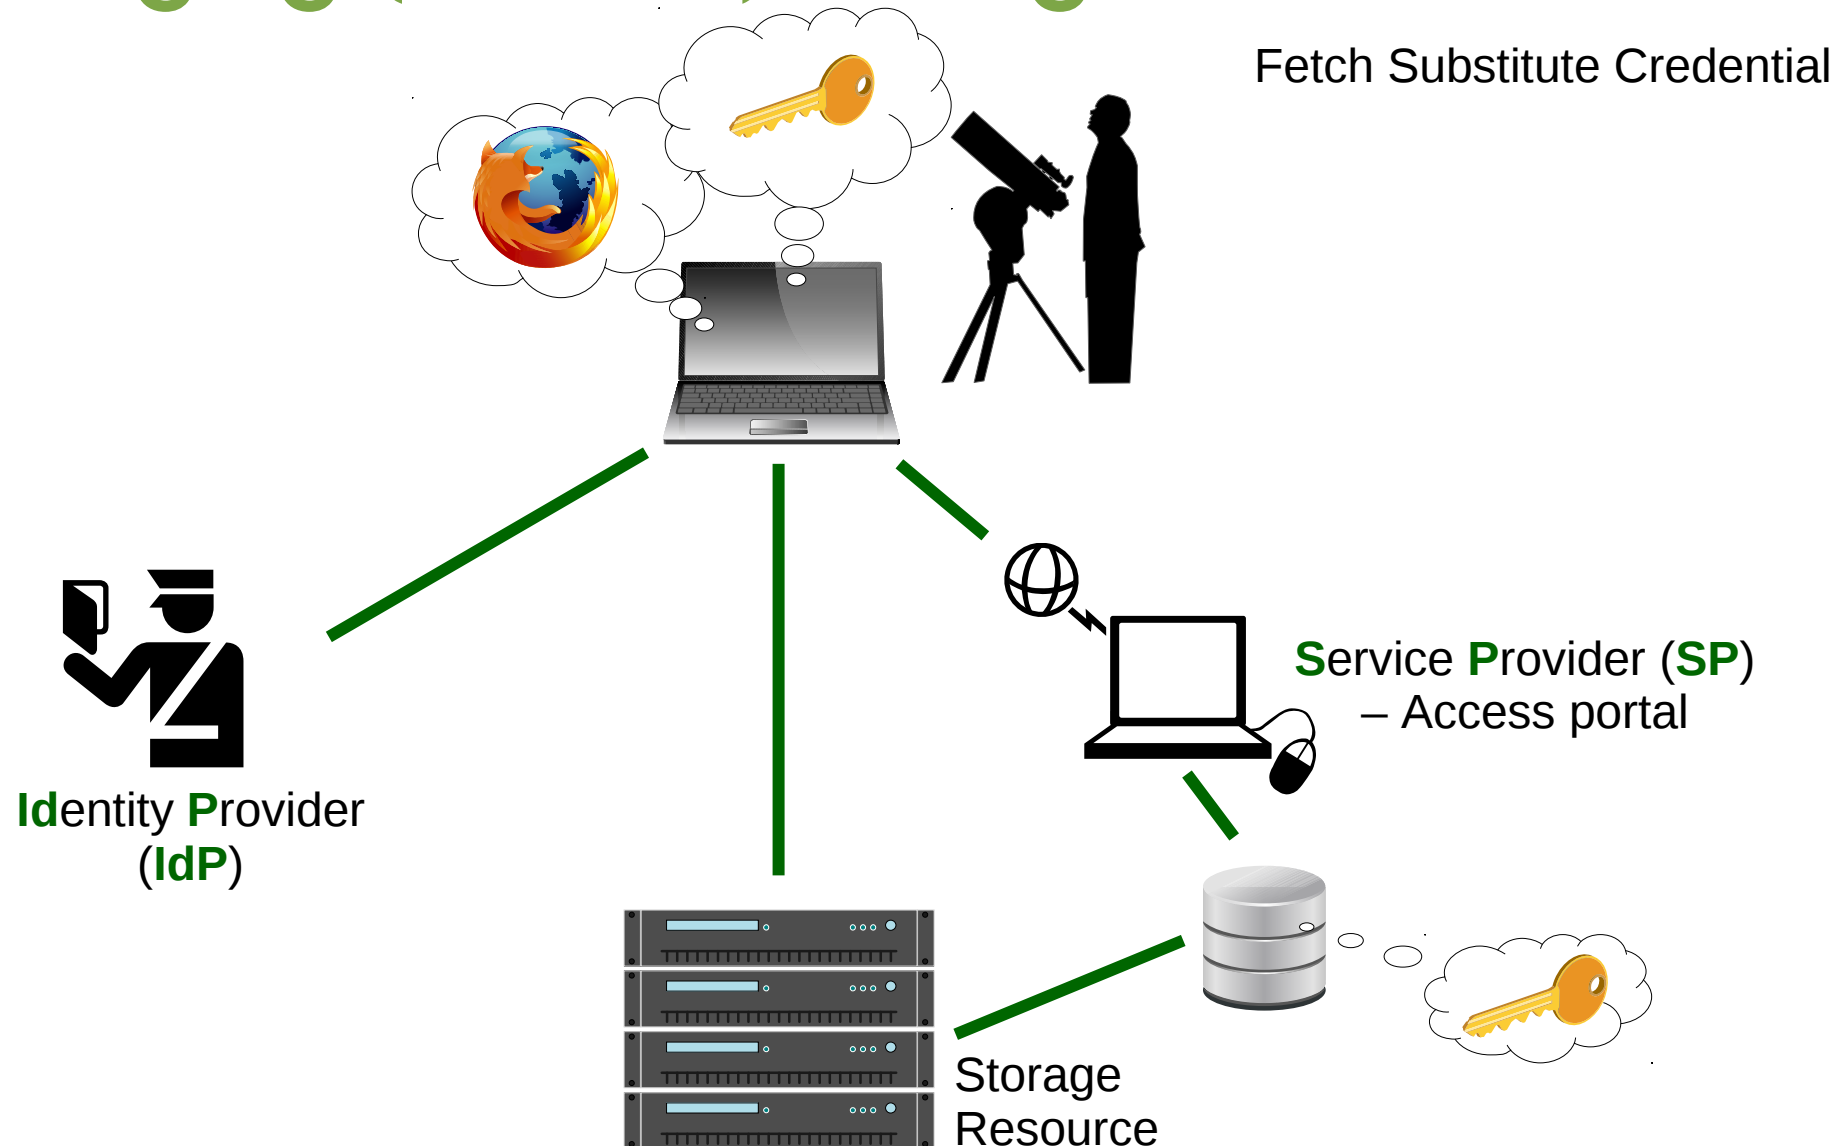 Fetch Substitute Credential
Service Provider (SP)
– Access portal
Identity Provider
(IdP)
Storage
Resource